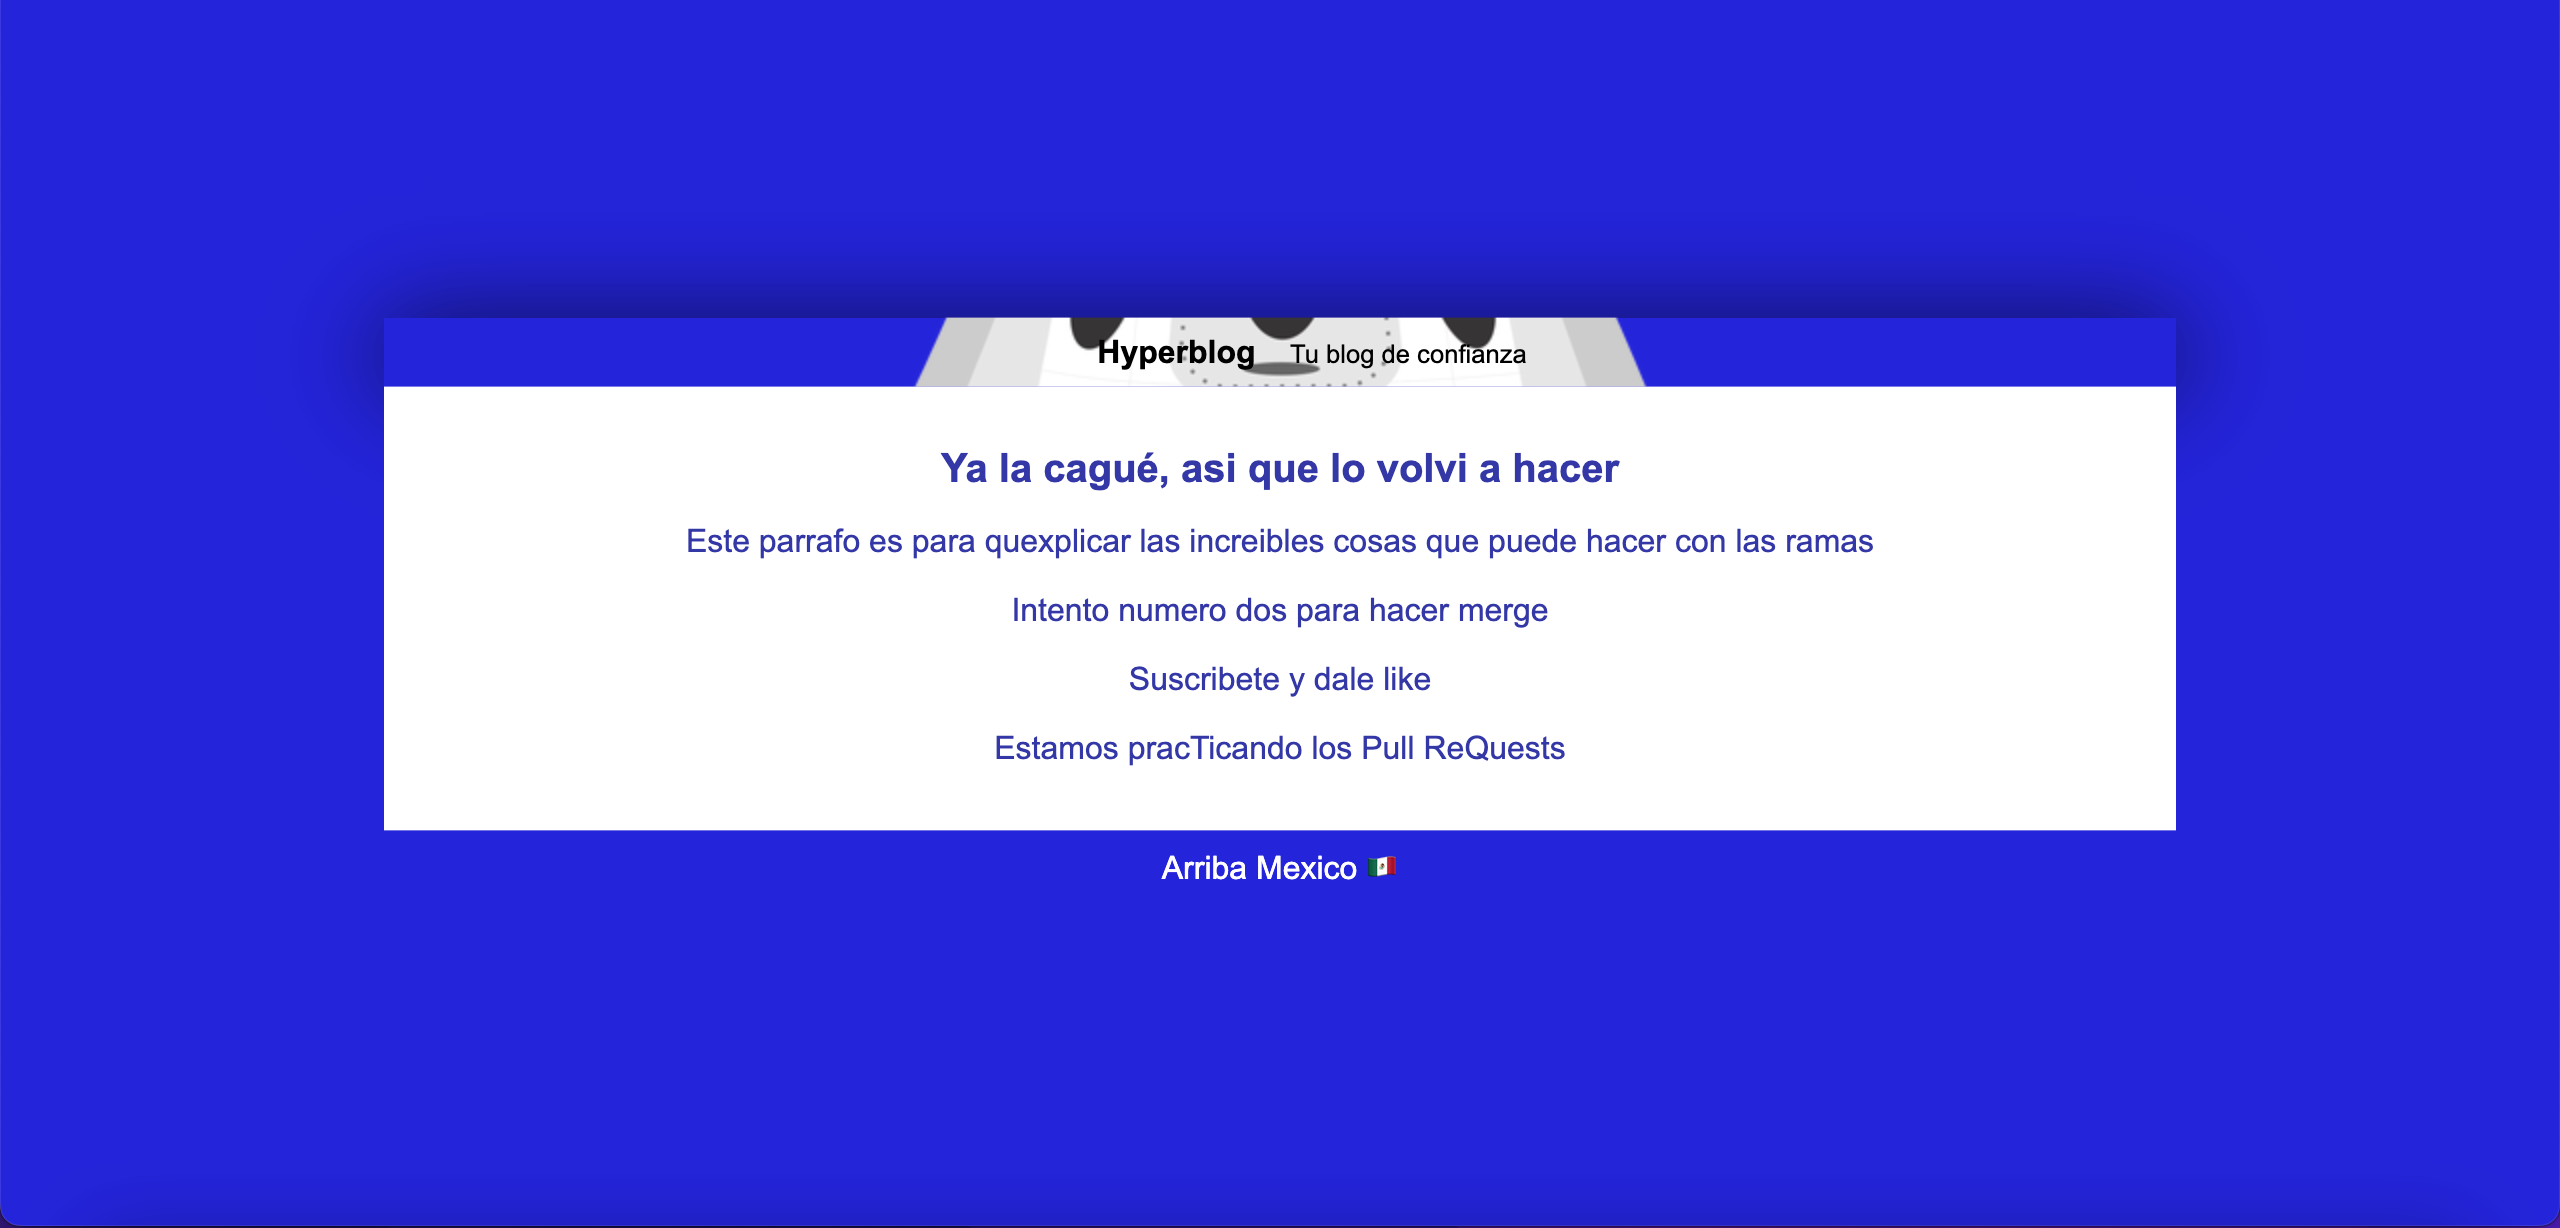 Hyperblog Tu blog de confianza
Ya la cagué, asi que lo volvi a hacer
Este parrafo es para quexplicar las increibles cosas que puede hacer con las ramas
Intento numero dos para hacer merge
Suscribete y dale like
Estamos pracTicando los Pull ReQuests
Arriba Mexico 🇲🇽